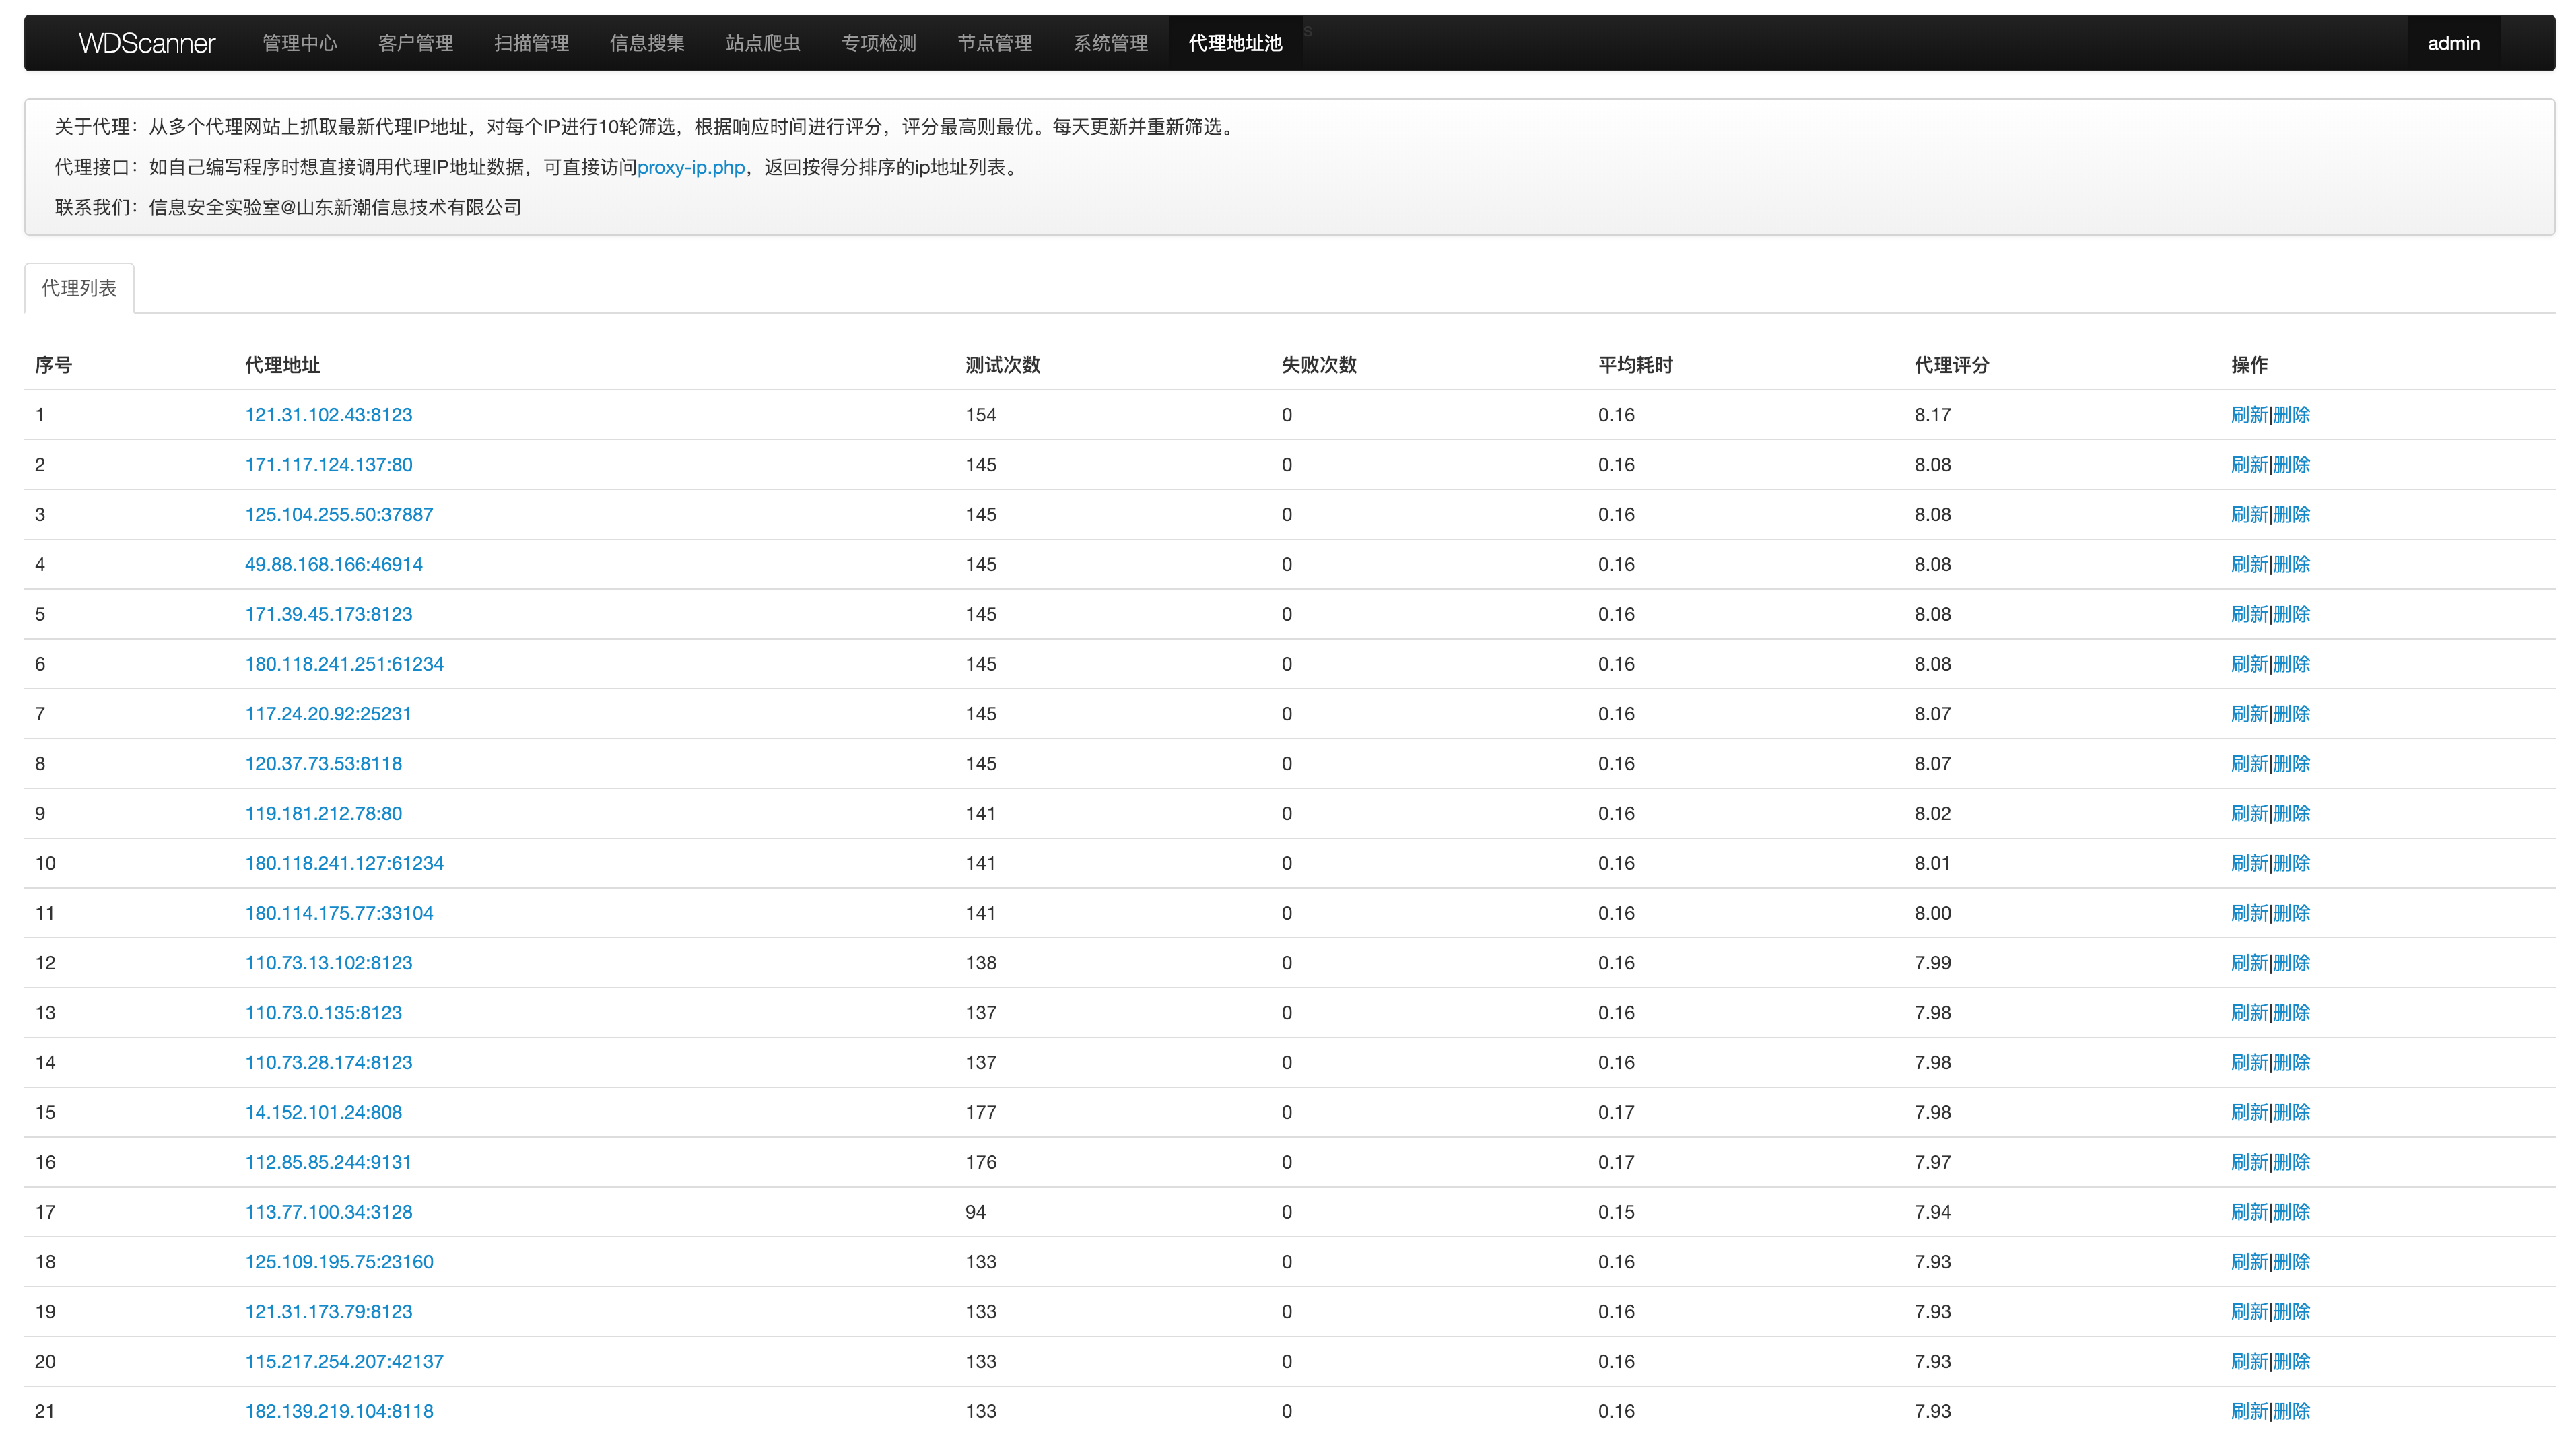 WDScanner 管理中心 客户管理 扫描管理 信息搜集 站点爬虫 专项检测 节点管理 系统管理 代理地址池 s admin
关于代理：从多个代理网站上抓取最新代理IP地址，对每个IP进行10轮筛选，根据响应时间进行评分，评分最高则最优。每天更新并重新筛选。
代理接口：如自己编写程序时想直接调用代理IP地址数据，可直接访问proxy-ip.php，返回按得分排序的ip地址列表。
联系我们：信息安全实验室@山东新潮信息技术有限公司
代理列表
序号 代理地址 测试次数 失败次数 平均耗时 代理评分 操作
1 121.31.102.43:8123 154 0 0.16 8.17 刷新|删除
2 171.117.124.137:80 145 0 0.16 8.08 刷新|删除
3 125.104.255.50:37887 145 0 0.16 8.08 刷新|删除
4 49.88.168.166:46914 145 0 0.16 8.08 刷新|删除
5 171.39.45.173:8123 145 0 0.16 8.08 刷新|删除
6 180.118.241.251:61234 145 0 0.16 8.08 刷新|删除
7 117.24.20.92:25231 145 0 0.16 8.07 刷新|删除
8 120.37.73.53:8118 145 0 0.16 8.07 刷新|删除
9 119.181.212.78:80 141 0 0.16 8.02 刷新|删除
10 180.118.241.127:61234 141 0 0.16 8.01 刷新|删除
11 180.114.175.77:33104 141 0 0.16 8.00 刷新|删除
12 110.73.13.102:8123 138 0 0.16 7.99 刷新|删除
13 110.73.0.135:8123 137 0 0.16 7.98 刷新|删除
14 110.73.28.174:8123 137 0 0.16 7.98 刷新|删除
15 14.152.101.24:808 177 0 0.17 7.98 刷新|删除
16 112.85.85.244:9131 176 0 0.17 7.97 刷新|删除
17 113.77.100.34:3128 94 0 0.15 7.94 刷新|删除
18 125.109.195.75:23160 133 0 0.16 7.93 刷新|删除
19 121.31.173.79:8123 133 0 0.16 7.93 刷新|删除
20 115.217.254.207:42137 133 0 0.16 7.93 刷新|删除
21 182.139.219.104:8118 133 0 0.16 7.93 刷新|删除